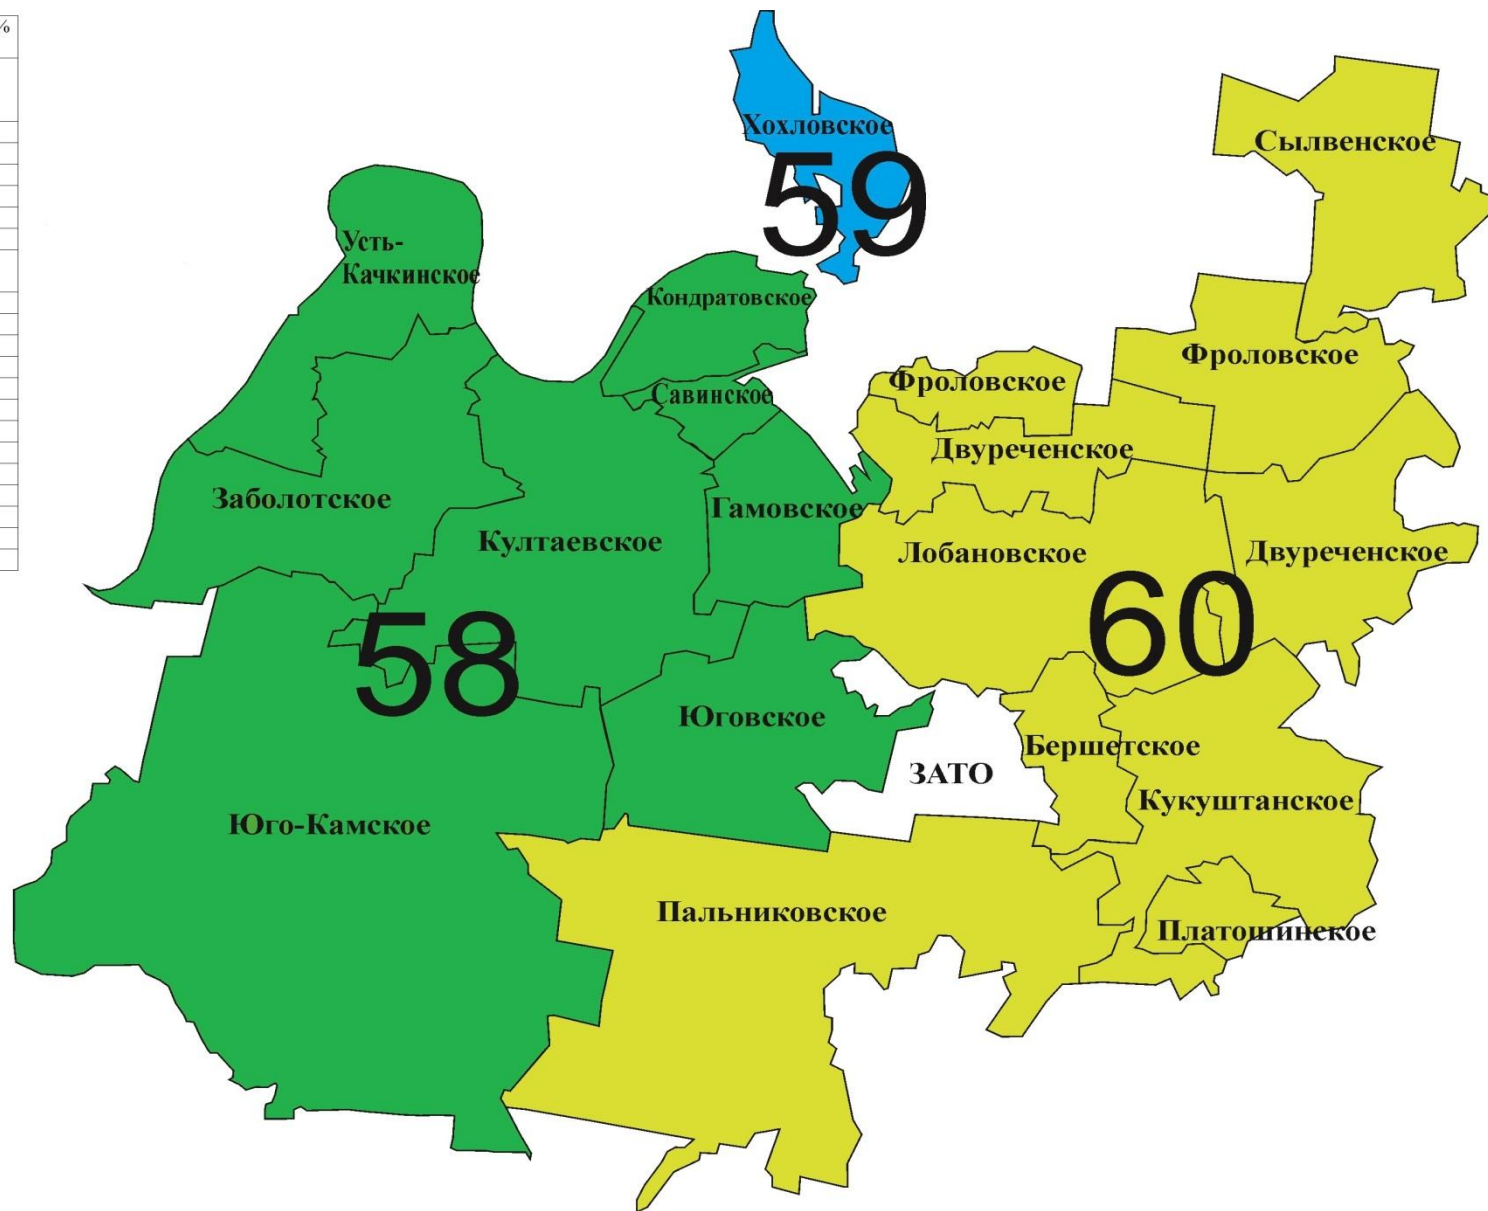 %
Хохловское
59
Сылвенское
Усть-
Качкинское
Кондратовское
Фроловское
Фроловское
Савинское
Двуреченское
Заболотское
Гамовское
Култаевское
Лобановское
Двуреченское
58
60
Юговское
Бершетское
ЗАТО
Кукуштанское
Юго-Камское
Пальниковское
Платошинское